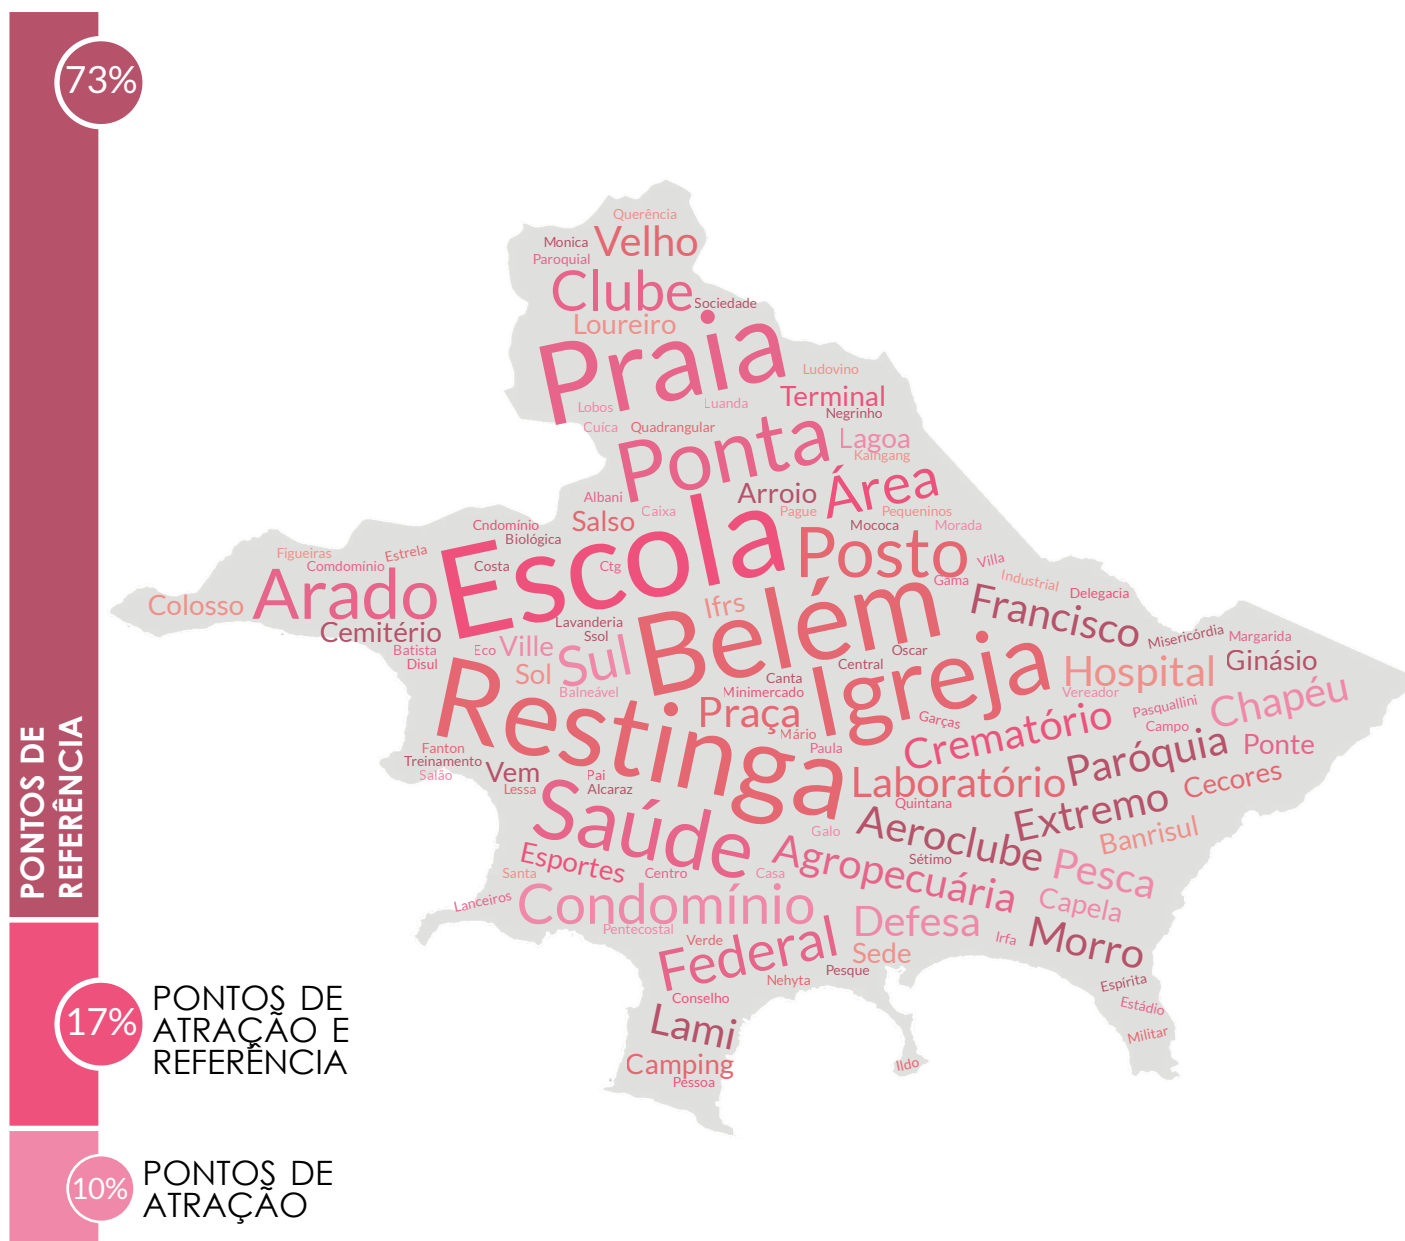 73%
PONTOS DE
REFERÊNCIA
17%
PONTOS DE
ATRAÇÃO E
REFERÊNCIA
10%
PONTOS DE
ATRAÇÃO
Querência
Monica
Velho
Paroquial
Clube
Sociedade
Loureiro
Praia
Ludovino
Terminal
Lobos
Luanda
Negrinho
Cuíca
Quadrangular
Ponta
Lagoa
Kaingang
Arroio
Área
Albani
Caixa
Pague
Pequeninos
Salso
Cndomínio
Biológica
Mococa
Morada
Escola
Posto
Figueiras
Estrela
Comdomínio
Costa
Ctg
Villa
Gama
Industrial
Delegacia
Colosso
Arado
Ifrs
Belém
Francisco
Cemitério
Lavanderia
Ssol
Misericórdia
Margarida
Batista
Disul
Eco
Ville
Sul
Oscar
Central
Igreja
Hospital
Ginásio
Sol
Canta
Balneável
Minimercado
Vereador
Restinga
Praça
Garças
Pasquallini
Campo
Chapéu
Mário
Paula
Crematório
Paróquia
Ponte
Fanton
Treinamento
Salão
Vem
Lessa
Pai
Alcaraz
Laboratório
Cecores
Quintana
Extremo
Saúde
Galo
Aeroclube
Banrisul
Sétimo
Esportes
Santa
Centro
Casa
Agropecuária
Pesca
Lanceiros
Condomínio
Capela
Defesa
Pentecostal
Verde
Irfa
Morro
Federal
Sede
Pesque
Nehyta
Conselho
Espírita
Estádio
Lami
Militar
Camping
Pessoa
Ildo